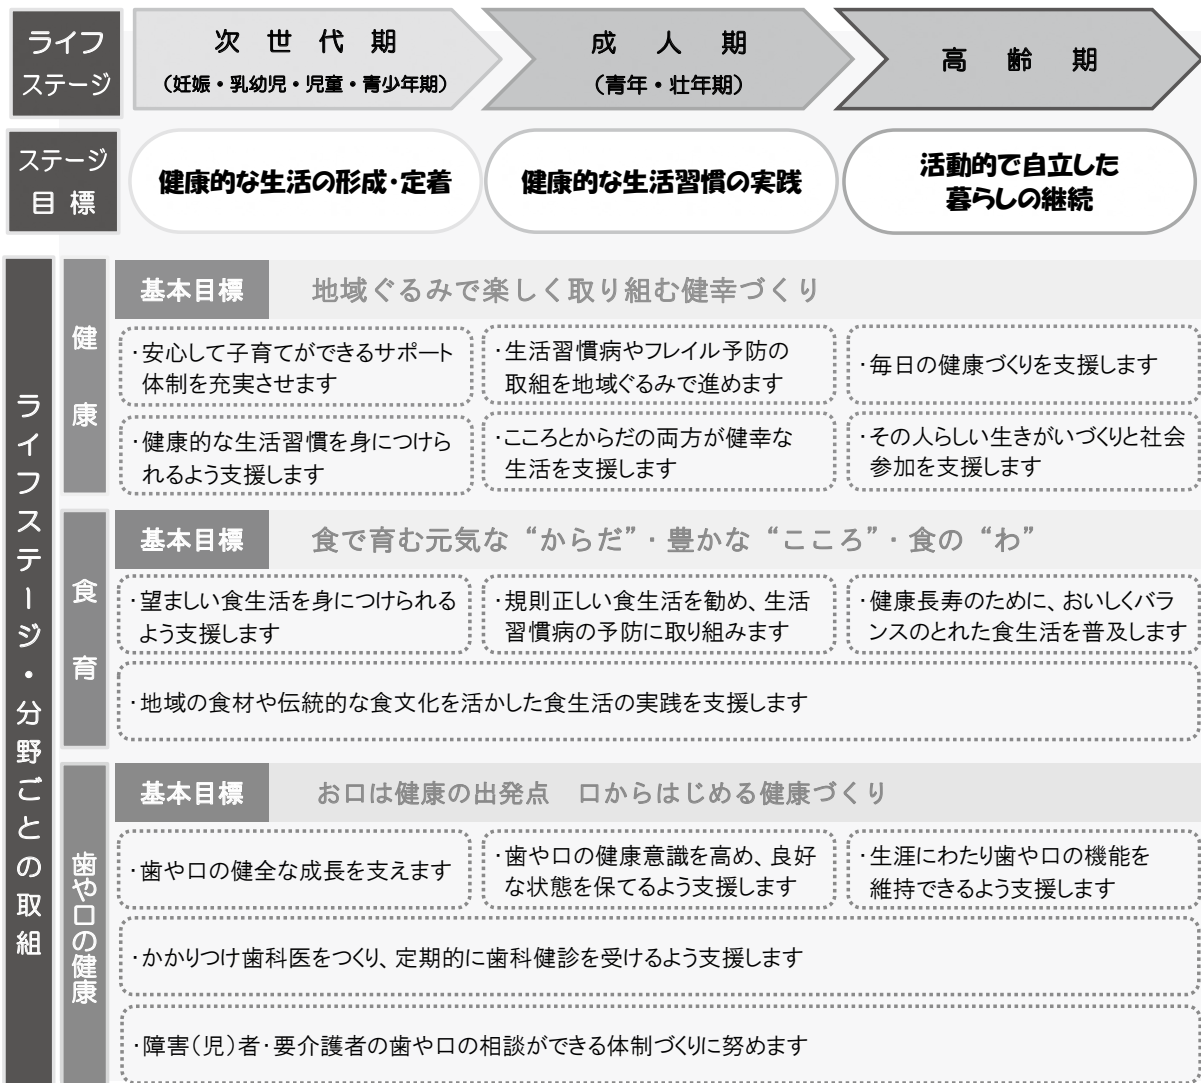 ライフ
ステージ
次世代期
（妊娠・乳幼児・児童・青少年期）
成人期
（青年・壮年期）
高齢期
ステージ
目標
健康的な生活の形成・定着
健康的な生活習慣の実践
活動的で自立した
暮らしの継続
ライフステージ・分野ごとの取組
健康
基本目標
地域ぐるみで楽しく取り組む健幸づくり
・安心して子育てができるサポート
体制を充実させます
・生活習慣病やフレイル予防の
取組を地域ぐるみで進めます
・毎日の健康づくりを支援します
・健康的な生活習慣を身につけら
れるよう支援します
・こころとからだの両方が健幸な
生活を支援します
・その人らしい生きがいづくりと社会
参加を支援します
食育
基本目標
食で育む元気な“からだ”・豊かな“こころ”・食の“わ”
・望ましい食生活を身につけられる
よう支援します
・規則正しい食生活を勧め、生活
習慣病の予防に取り組みます
・健康長寿のために、おいしくバラ
ンスのとれた食生活を普及します
・地域の食材や伝統的な食文化を活かした食生活の実践を支援します
歯や口の健康
基本目標
お口は健康の出発点　口からはじめる健康づくり
・歯や口の健全な成長を支えます
・歯や口の健康意識を高め、良好
な状態を保てるよう支援します
・生涯にわたり歯や口の機能を
維持できるよう支援します
・かかりつけ歯科医をつくり、定期的に歯科健診を受けるよう支援します
・障害（児）者・要介護者の歯や口の相談ができる体制づくりに努めます